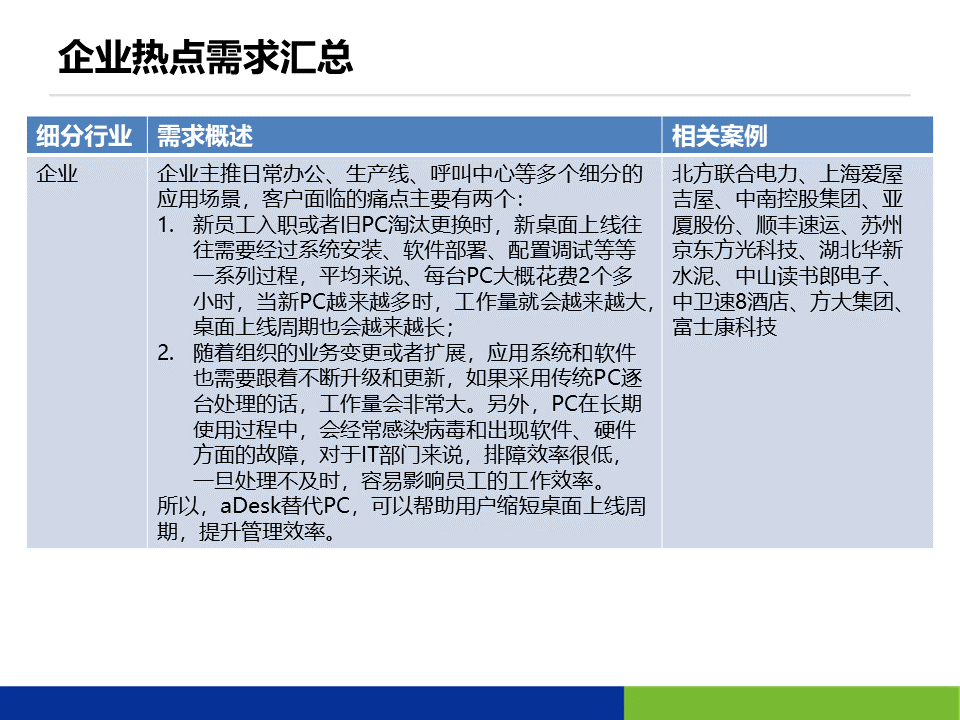 企业热点需求汇总
细分行业
需求概述
相关案例
企业
企业主推日常办公、生产线、呼叫中心等多个细分的
应用场景，客户面临的痛点主要有两个：
1. 新员工入职或者旧PC淘汰更换时，新桌面上线往
往需要经过系统安装、软件部署、配置调试等等
一系列过程，平均来说、每台PC大概花费2个多
小时，当新PC越来越多时，工作量就会越来越大，
桌面上线周期也会越来越长；
2. 随着组织的业务变更或者扩展，应用系统和软件
也需要跟着不断升级和更新，如果采用传统PC逐
台处理的话，工作量会非常大。另外，PC在长期
使用过程中，会经常感染病毒和出现软件、硬件
方面的故障，对于IT部门来说，排障效率很低，
一旦处理不及时，容易影响员工的工作效率。
所以，aDesk替代PC，可以帮助用户缩短桌面上线周
期，提升管理效率。
北方联合电力、上海爱屋
吉屋、中南控股集团、亚
厦股份、顺丰速运、苏州
京东方光科技、湖北华新
水泥、中山读书郎电子、
中卫速8酒店、方大集团、
富士康科技